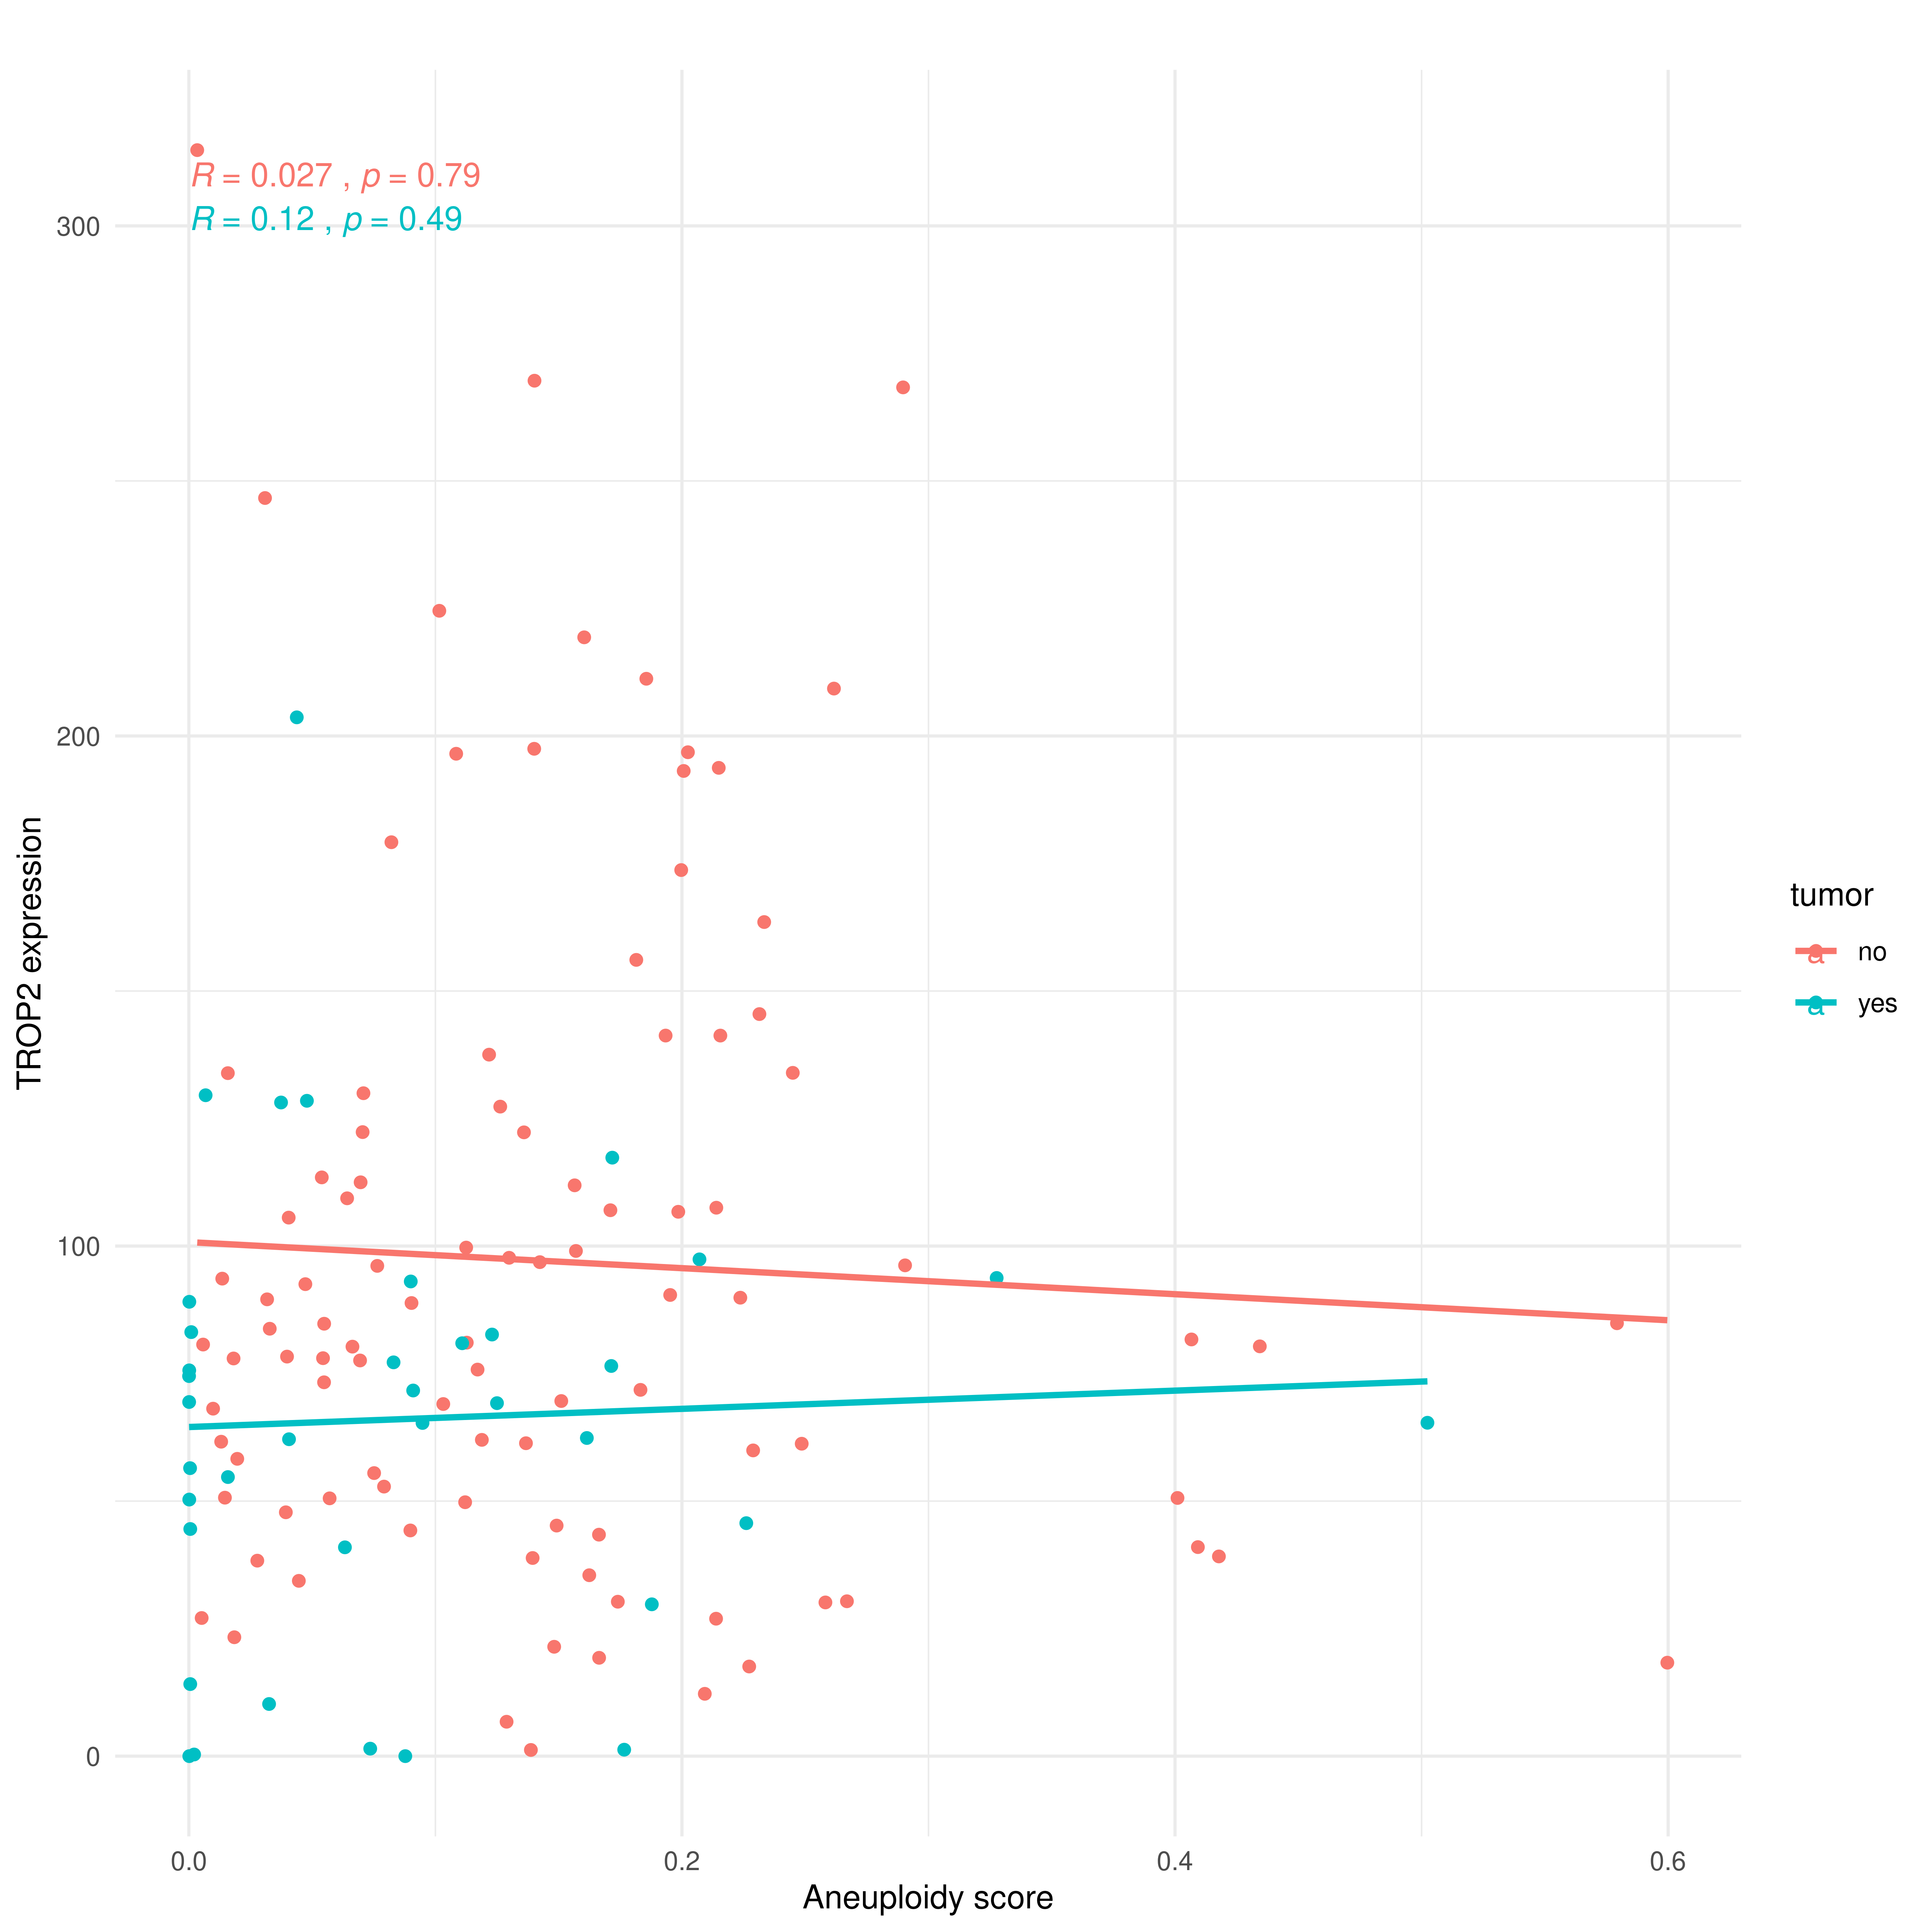 R = 0.027 , p = 0.79
R = 0.12 , p = 0.49
300
200
100
0
TROP2 expression
0.0 0.2 0.4 0.6
Aneuploidy score
tumor
a no
a yes